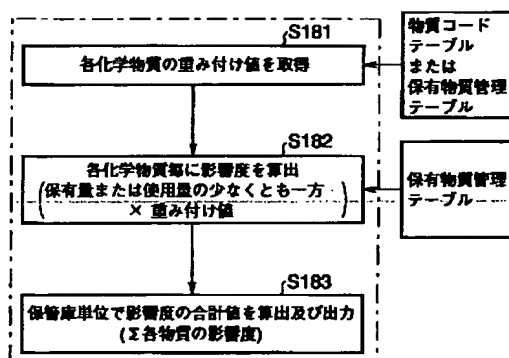 S181
各化学物質の重み付け値を取得
物質コード
テーブル
または
保有物質管理
テーブル
S182
各化学物質毎に影響度を算出
(保有量または使用量の少なくとも一方
× 重み付け値)
保有物質管理
テーブル
S183
保管庫単位で影響度の合計値を算出及び出力
(Σ各物質の影響度)